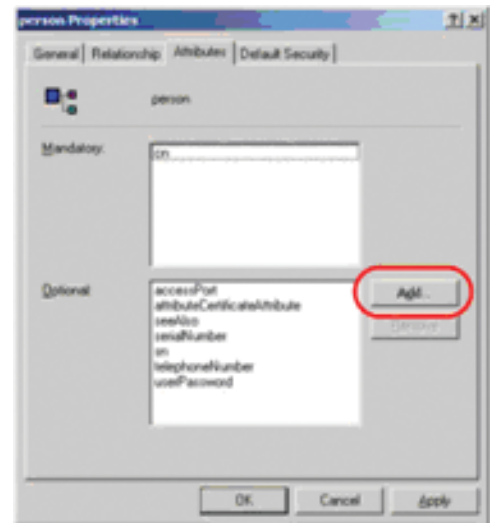 person Properties
? X
General Relationship Attributes Default Security
person
Mandatory:
cn
Optional:
accessPort
attributeCertificateAttribute
seeAlso
serialNumber
sn
telephoneNumber
userPassword
Add...
Remove
OK Cancel Apply